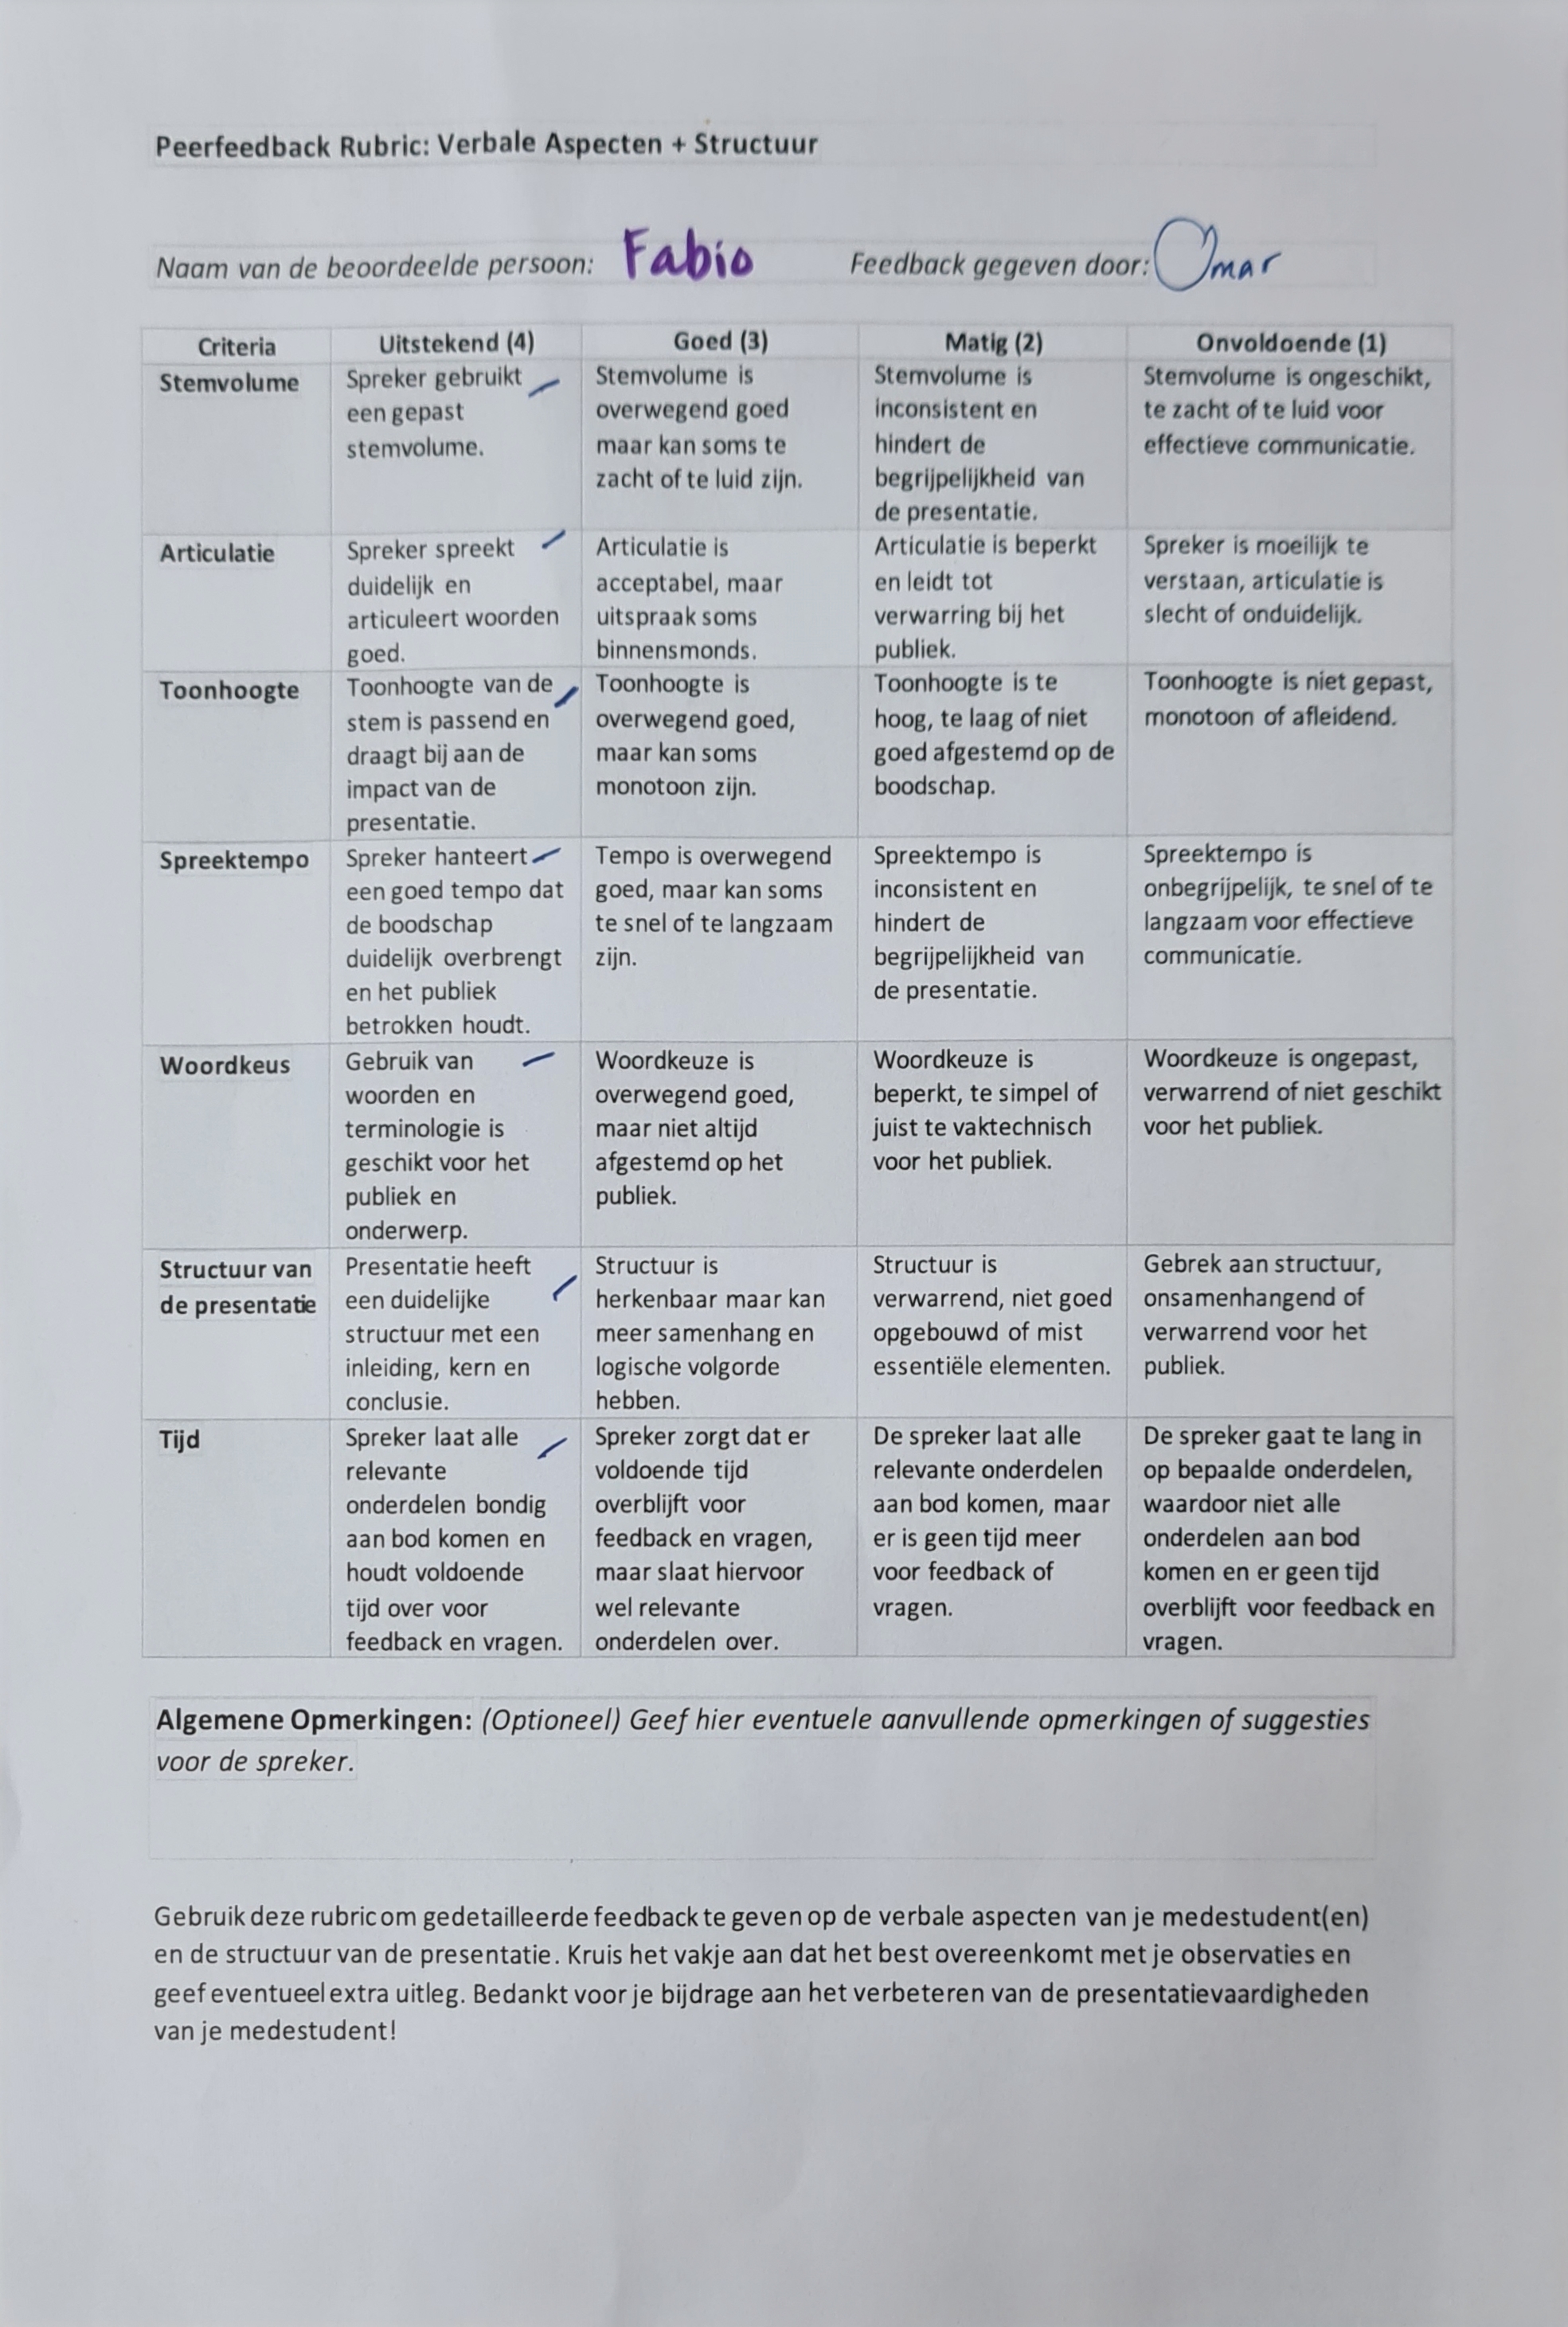 Peerfeedback Rubric: Verbale Aspecten + Structuur
Naam van de beoordeelde persoon: Fabio Feedback gegeven door: Omar
Criteria Uitstekend (4) Goed (3) Matig (2) Onvoldoende (1)
Stemvolume
Spreker gebruikt
een gepast
stemvolume.
Stemvolume is
overwegend goed
maar kan soms te
zacht of te luid zijn.
Stemvolume is
inconsistent en
hindert de
begrijpelijkheid van
de presentatie.
Stemvolume is ongeschikt,
te zacht of te luid voor
effectieve communicatie.
Articulatie
Spreker spreekt
duidelijk en
articuleert woorden
goed.
Articulatie is
acceptabel, maar
uitspraak soms
binnensmonds.
Articulatie is beperkt
en leidt tot
verwarring bij het
publiek.
Spreker is moeilijk te
verstaan, articulatie is
slecht of onduidelijk.
Toonhoogte
Toonhoogte van de
stem is passend en
draagt bij aan de
impact van de
presentatie.
Toonhoogte is
overwegend goed,
maar kan soms
monotoon zijn.
Toonhoogte is te
hoog, te laag of niet
goed afgestemd op de
boodschap.
Toonhoogte is niet gepast,
monotoon of afleidend.
Spreektempo
Spreker hanteert
een goed tempo dat
de boodschap
duidelijk overbrengt
en het publiek
betrokken houdt.
Tempo is overwegend
goed, maar kan soms
te snel of te langzaam
zijn.
Spreektempo is
inconsistent en
hindert de
begrijpelijkheid van
de presentatie.
Spreektempo is
onbegrijpelijk, te snel of te
langzaam voor effectieve
communicatie.
Woordkeus
Gebruik van
woorden en
terminologie is
geschikt voor het
publiek en
onderwerp.
Woordkeuze is
overwegend goed,
maar niet altijd
afgestemd op het
publiek.
Woordkeuze is
beperkt, te simpel of
juist te vaktechnisch
voor het publiek.
Woordkeuze is ongepast,
verwarrend of niet geschikt
voor het publiek.
Structuur van
de presentatie
Presentatie heeft
een duidelijke
structuur met een
inleiding, kern en
conclusie.
Structuur is
herkenbaar maar kan
meer samenhang en
logische volgorde
hebben.
Structuur is
verwarrend, niet goed
opgebouwd of mist
essentiële elementen.
Gebrek aan structuur,
onsamenhangend of
verwarrend voor het
publiek.
Tijd
Spreker laat alle
relevante
onderdelen bondig
aan bod komen en
houdt voldoende
tijd over voor
feedback en vragen.
Spreker zorgt dat er
voldoende tijd
overblijft voor
feedback en vragen,
maar slaat hiervoor
wel relevante
onderdelen over.
De spreker laat alle
relevante onderdelen
aan bod komen, maar
er is geen tijd meer
voor feedback of
vragen.
De spreker gaat te lang in
op bepaalde onderdelen,
waardoor niet alle
onderdelen aan bod
komen en er geen tijd
overblijft voor feedback en
vragen.
Algemene Opmerkingen: (Optioneel) Geef hier eventuele aanvullende opmerkingen of suggesties
voor de spreker.
Gebruik deze rubric om gedetailleerde feedback te geven op de verbale aspecten van je medestudent(en)
en de structuur van de presentatie. Kruis het vakje aan dat het best overeenkomt met je observaties en
geef eventueel extra uitleg. Bedankt voor je bijdrage aan het verbeteren van de presentatievaardigheden
van je medestudent!